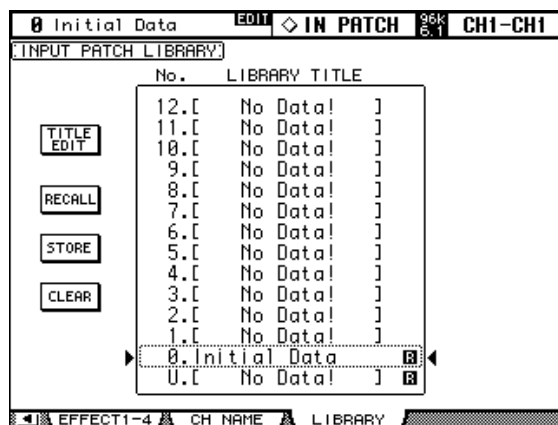 0 Initial Data EDIT ◇ IN PATCH 96k 6.1 CH1-CH1
INPUT PATCH LIBRARY
No. LIBRARY TITLE
12.[ No Data! ]
11.[ No Data! ]
10.[ No Data! ]
9.[ No Data! ]
8.[ No Data! ]
7.[ No Data! ]
6.[ No Data! ]
5.[ No Data! ]
4.[ No Data! ]
3.[ No Data! ]
2.[ No Data! ]
1.[ No Data! ]
0.Initial Data R
U.[ No Data! ] R
TITLE
EDIT
RECALL
STORE
CLEAR
EFFECT1-4 CH NAME LIBRARY